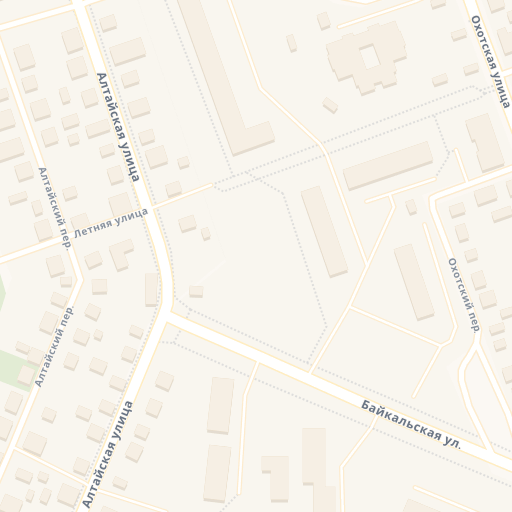 Охотская улица
Алтайская улица
Алтайский пер.
Летняя улица
Охотский пер.
Алтайский пер.
Байкальская ул.
Алтайская улица